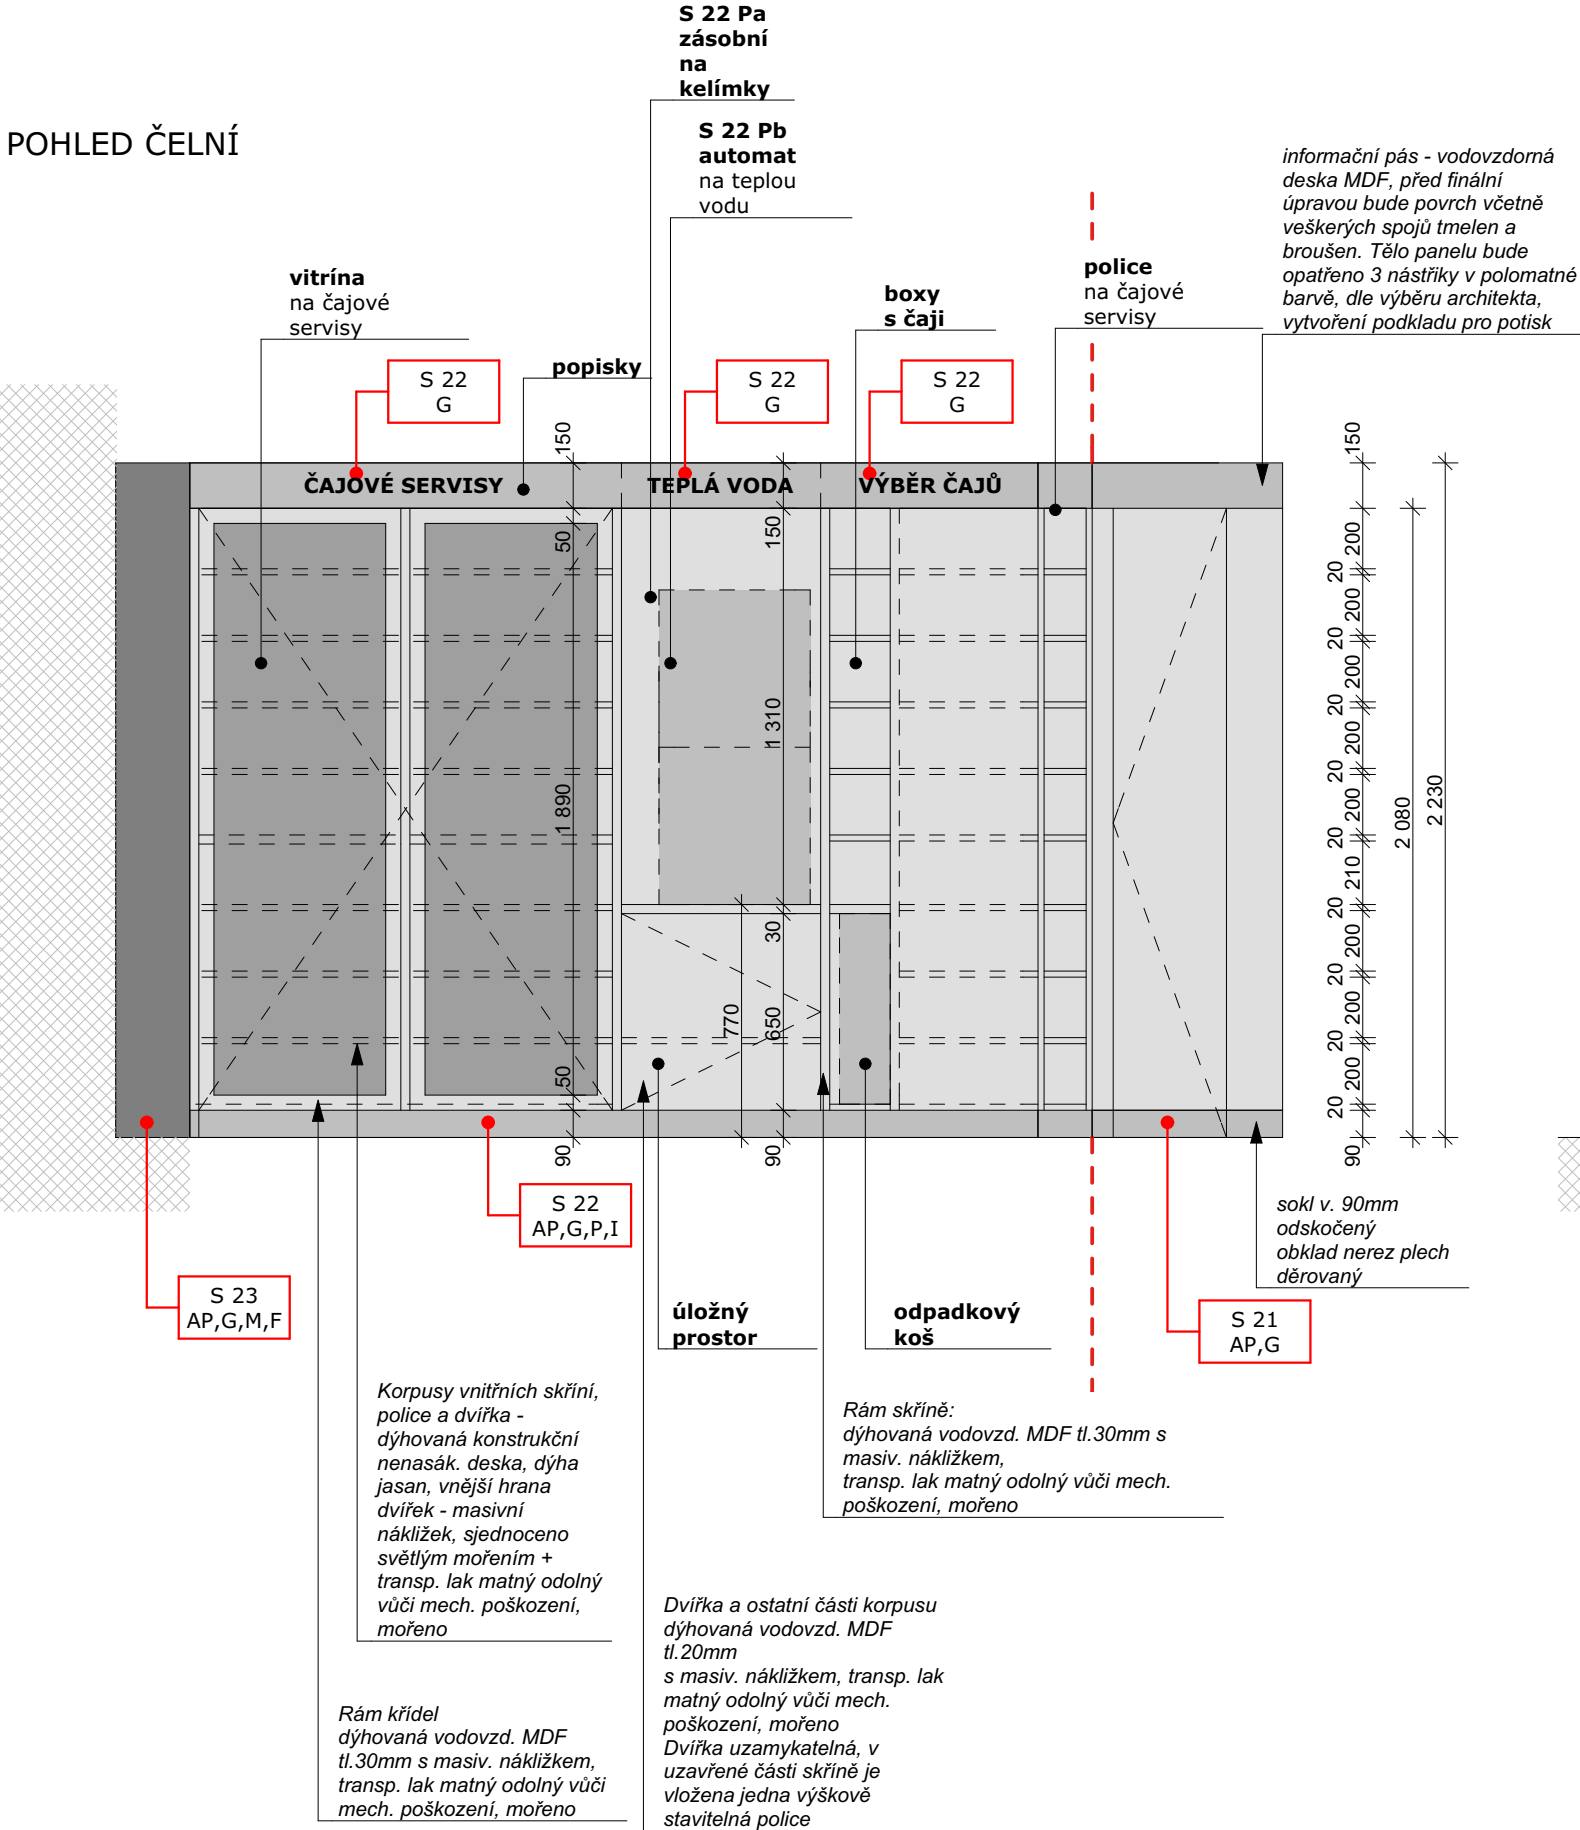 S 22 Pa
zásobní
na
kelímky
POHLED ČELNÍ
S 22 Pb
automat
na teplou
vodu
informační pás - vodovzdorná
deska MDF, před finální
úpravou bude povrch včetně
veškerých spojů tmelen a
broušen. Tělo panelu bude
opatřeno 3 nástřiky v polomatné
barvě, dle výběru architekta,
vytvoření podkladu pro potisk
vitrína
na čajové
servisy
boxy
s čaji
police
na čajové
servisy
popisky
S 22
G
S 22
G
S 22
G
150
150
ČAJOVÉ SERVISY
TEPLÁ VODA
VÝBĚR ČAJŮ
50
150
1 890
1 310
50
30
770
650
90
90
200
20
200
20
200
20
200
20
200
20
210
20
200
20
200
20
200
20
90
2 080
2 230
S 22
AP,G,P,I
S 23
AP,G,M,F
S 21
AP,G
sokl v. 90mm
odskočený
obklad nerez plech
děrovaný
úložný
prostor
odpadkový
koš
Korpusy vnitřních skříní,
police a dvířka -
dýhovaná konstrukční
nenasák. deska, dýha
jasan, vnější hrana
dvířek - masivní
nákližek, sjednoceno
světlým mořením +
transp. lak matný odolný
vůči mech. poškození,
mořeno
Rám skříně:
dýhovaná vodovzd. MDF tl.30mm s
masiv. nákližkem,
transp. lak matný odolný vůči mech.
poškození, mořeno
Dvířka a ostatní části korpusu
dýhovaná vodovzd. MDF
tl.20mm
s masiv. nákližkem, transp. lak
matný odolný vůči mech.
poškození, mořeno
Dvířka uzamykatelná, v
uzavřené části skříně je
vložena jedna výškově
stavitelná police
Rám křídel
dýhovaná vodovzd. MDF
tl.30mm s masiv. nákližkem,
transp. lak matný odolný vůči
mech. poškození, mořeno